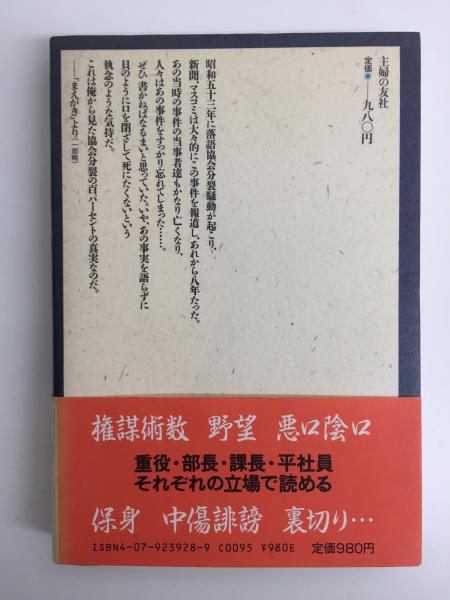 主婦の友社
定価●――九八〇円
昭和五十三年に落語協会分裂騒動が起こり、
新聞、マスコミは大々的にこの事件を報道し、あれから八年たった。
あの当時の事件の当事者達もかなり亡くなり、
人々はあの事件をすっかり忘れてしまった……。
ぜひ書かねばなるまいと思っていた。いや、あの事実を語らずに
貝のように口を閉ざして死にたくないという
執念のような気持だ。
これは俺から見た協会分裂の百パーセントの真実なのだ。
――「まえがき」より(一部略)
権謀術数 野望 悪口陰口
重役・部長・課長・平社員
それぞれの立場で読める
保身 中傷誹謗 裏切り…
ISBN4-07-923928-9 C0095 ¥980E 定価980円